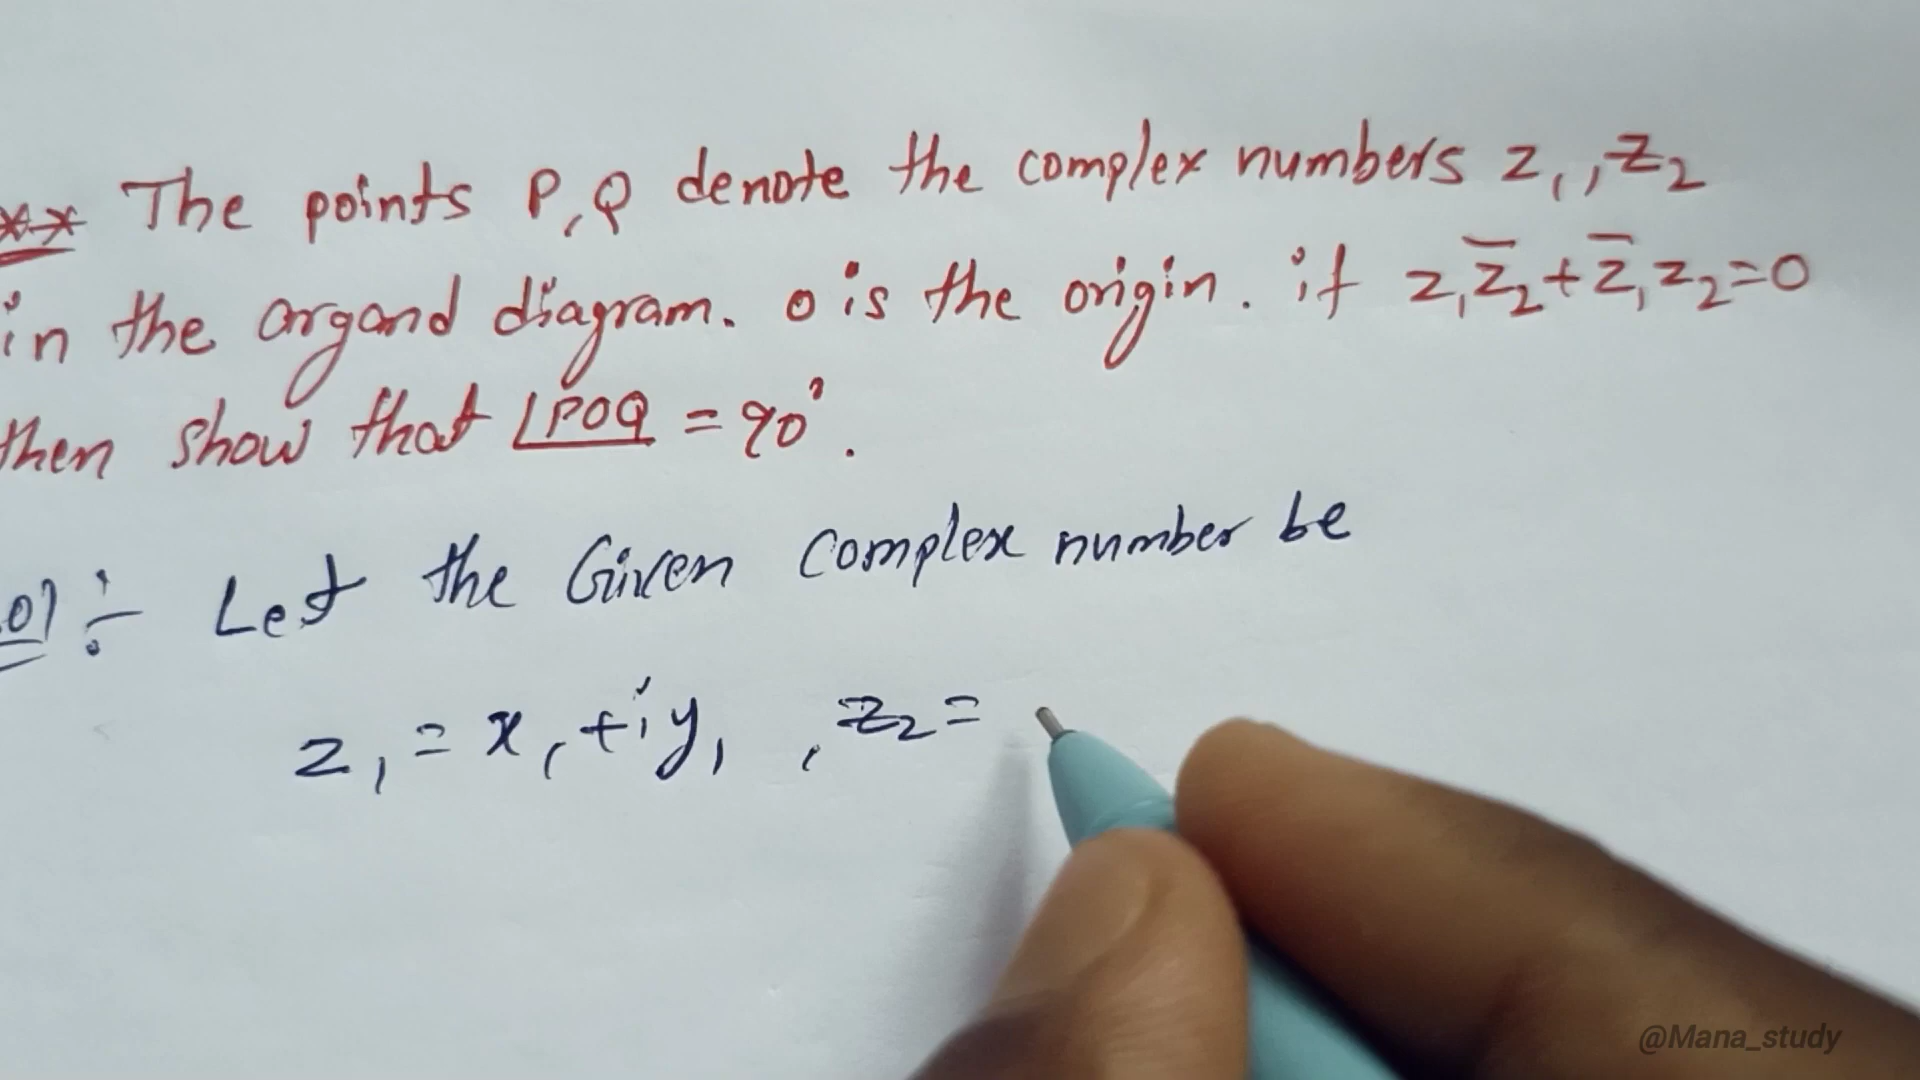 ** The points P,Q denote the complex numbers z₁, z₂
in the argand diagram. o is the origin. if z₁z̄₂+z̄₁z₂=0
then show that ∠POQ = 90°.
sol :- Let the Given Complex number be
z₁ = x₁+iy₁ , z₂ =
@Mana_study